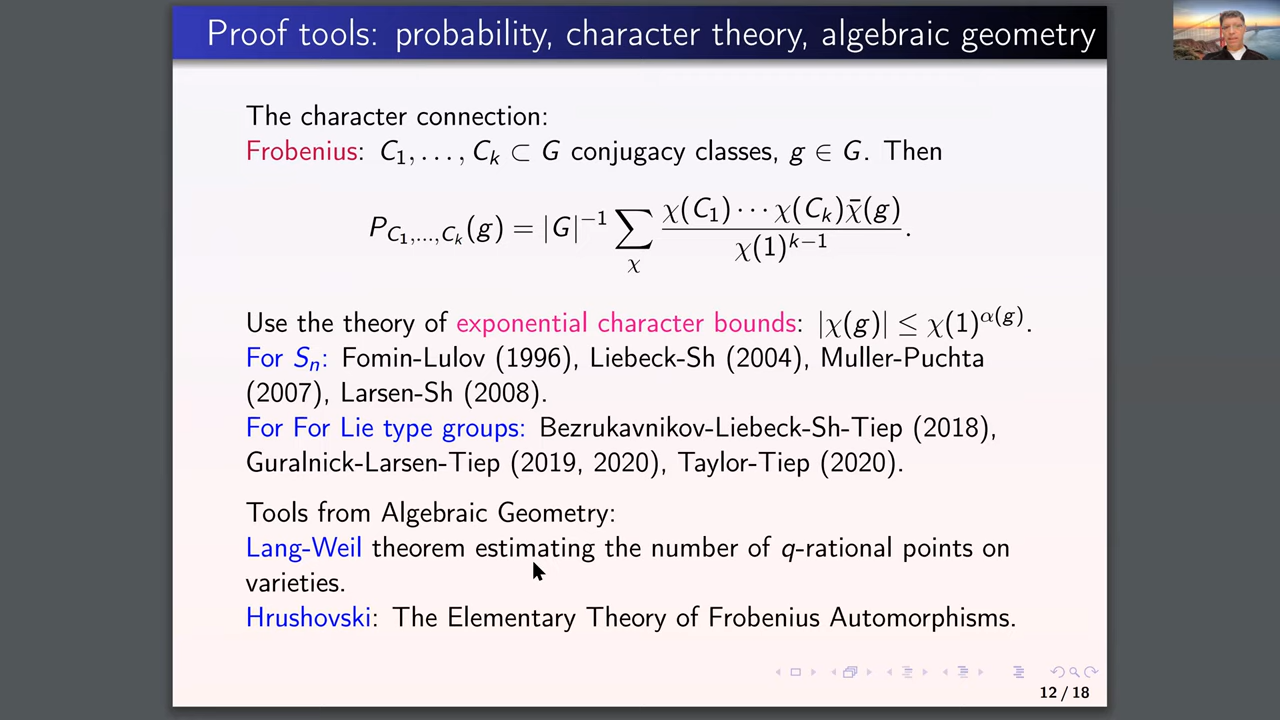 Proof tools: probability, character theory, algebraic geometry
The character connection:
Frobenius: C₁, . . . , Cₖ ⊂ G conjugacy classes, g ∈ G. Then
P_{C₁,...,Cₖ}(g) = |G|⁻¹ ∑_χ χ(C₁) · · · χ(Cₖ)χ̄(g) / χ(1)^{k−1} .
Use the theory of exponential character bounds: |χ(g)| ≤ χ(1)^{α(g)}.
For Sₙ: Fomin-Lulov (1996), Liebeck-Sh (2004), Muller-Puchta
(2007), Larsen-Sh (2008).
For For Lie type groups: Bezrukavnikov-Liebeck-Sh-Tiep (2018),
Guralnick-Larsen-Tiep (2019, 2020), Taylor-Tiep (2020).
Tools from Algebraic Geometry:
Lang-Weil theorem estimating the number of q-rational points on
varieties.
Hrushovski: The Elementary Theory of Frobenius Automorphisms.
12 / 18